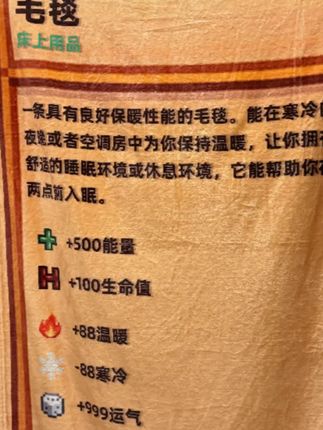 毛毯
床上用品
一条具有良好保暖性能的毛毯。能在寒冷
夜晚或者空调房中为你保持温暖，让你拥
舒适的睡眠环境或休息环境，它能帮助你
两点前入眠。
+500能量
H +100生命值
+88温暖
-88寒冷
+999运气